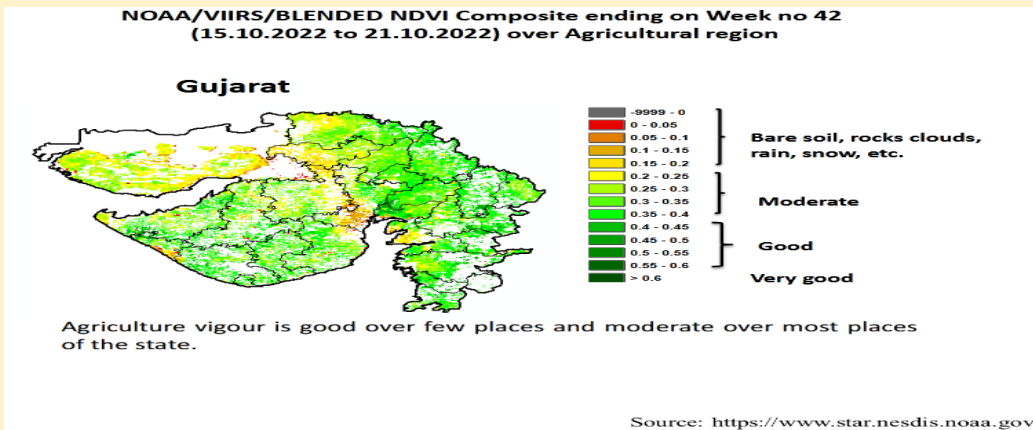 NOAA/VIIRS/BLENDED NDVI Composite ending on Week no 42
(15.10.2022 to 21.10.2022) over Agricultural region
Gujarat
-9999 - 0
0 - 0.05
0.05 - 0.1
0.1 - 0.15
0.15 - 0.2
0.2 - 0.25
0.25 - 0.3
0.3 - 0.35
0.35 - 0.4
0.4 - 0.45
0.45 - 0.5
0.5 - 0.55
0.55 - 0.6
> 0.6
Bare soil, rocks clouds,
rain, snow, etc.
Moderate
Good
Very good
Agriculture vigour is good over few places and moderate over most places
of the state.
Source: https://www.star.nesdis.noaa.gov